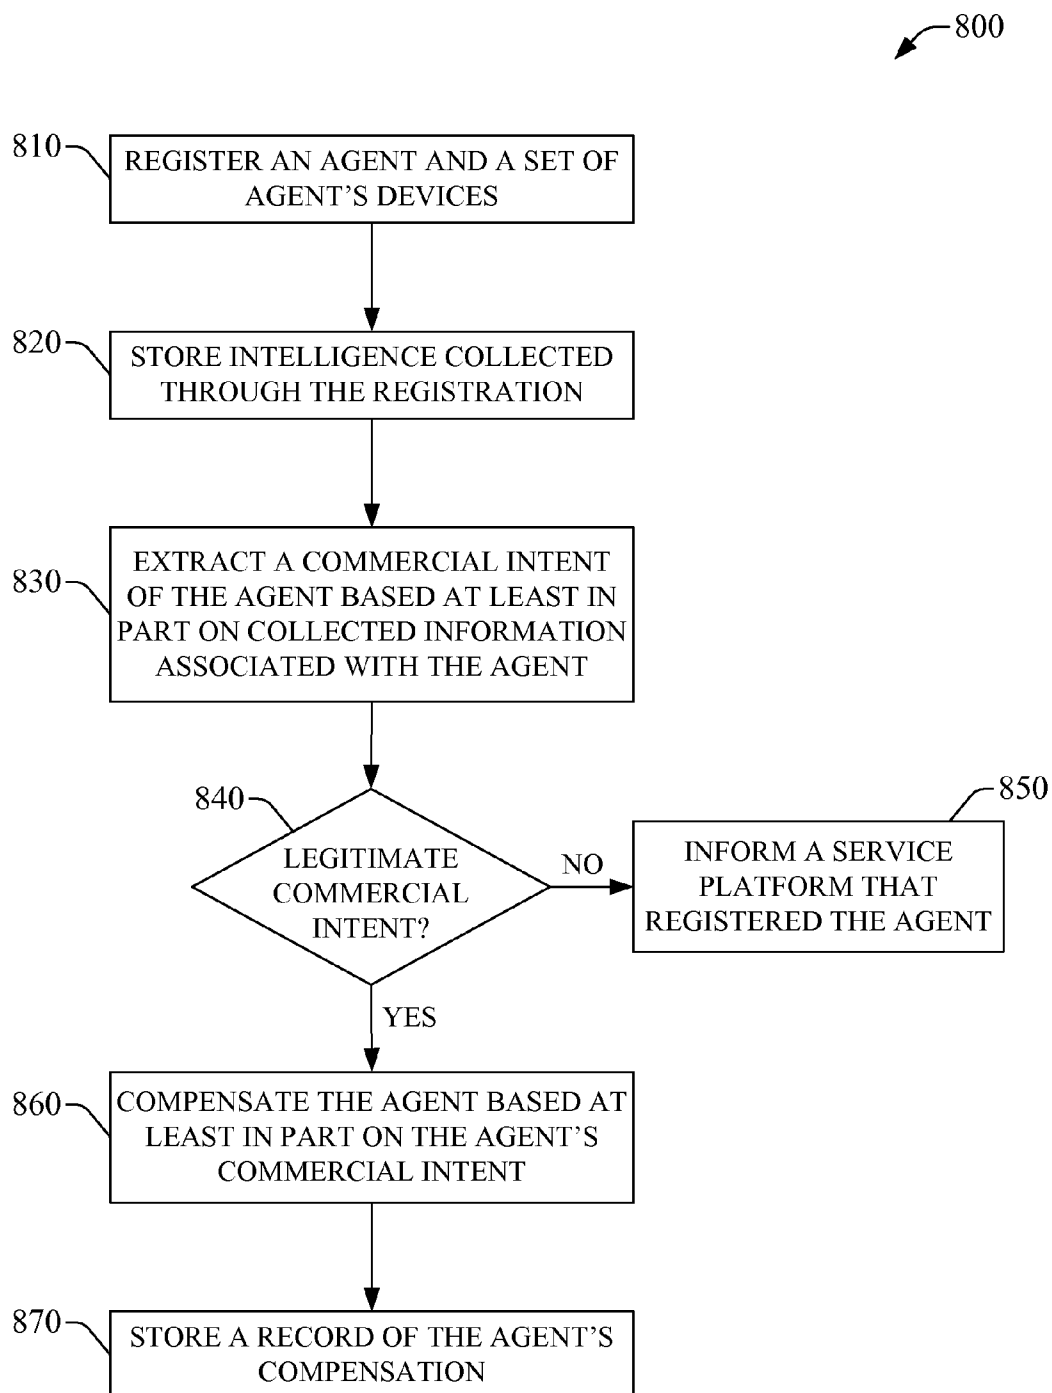 800
810
REGISTER AN AGENT AND A SET OF
AGENT'S DEVICES
820
STORE INTELLIGENCE COLLECTED
THROUGH THE REGISTRATION
830
EXTRACT A COMMERCIAL INTENT
OF THE AGENT BASED AT LEAST IN
PART ON COLLECTED INFORMATION
ASSOCIATED WITH THE AGENT
840
LEGITIMATE
COMMERCIAL
INTENT?
NO
850
INFORM A SERVICE
PLATFORM THAT
REGISTERED THE AGENT
YES
860
COMPENSATE THE AGENT BASED AT
LEAST IN PART ON THE AGENT'S
COMMERCIAL INTENT
870
STORE A RECORD OF THE AGENT'S
COMPENSATION